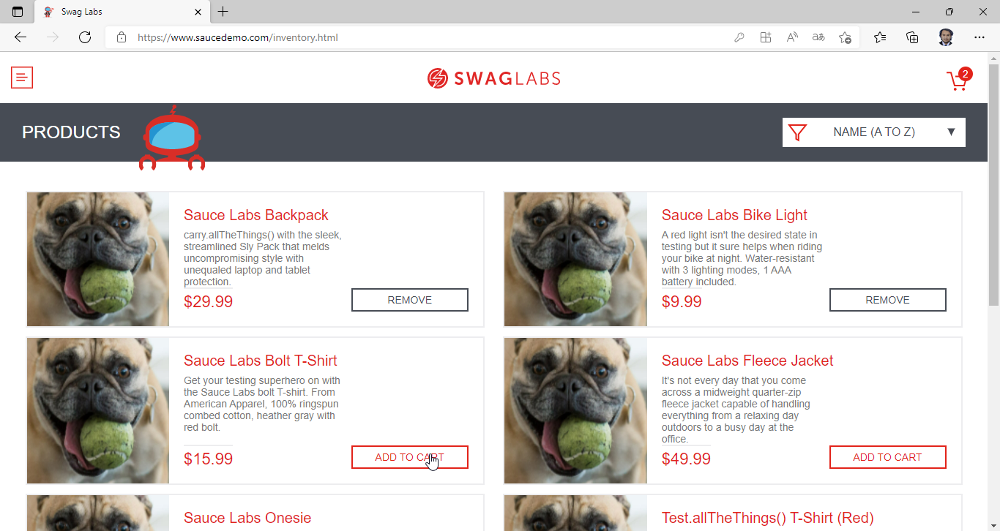 Swag Labs
https://www.saucedemo.com/inventory.html
SWAGLABS
2
PRODUCTS
NAME (A TO Z)
Sauce Labs Backpack
carry.allTheThings() with the sleek,
streamlined Sly Pack that melds
uncompromising style with
unequaled laptop and tablet
protection.
$29.99
REMOVE
Sauce Labs Bike Light
A red light isn't the desired state in
testing but it sure helps when riding
your bike at night. Water-resistant
with 3 lighting modes, 1 AAA
battery included.
$9.99
REMOVE
Sauce Labs Bolt T-Shirt
Get your testing superhero on with
the Sauce Labs bolt T-shirt. From
American Apparel, 100% ringspun
combed cotton, heather gray with
red bolt.
$15.99
ADD TO CART
Sauce Labs Fleece Jacket
It's not every day that you come
across a midweight quarter-zip
fleece jacket capable of handling
everything from a relaxing day
outdoors to a busy day at the
office.
$49.99
ADD TO CART
Sauce Labs Onesie
Test.allTheThings() T-Shirt (Red)